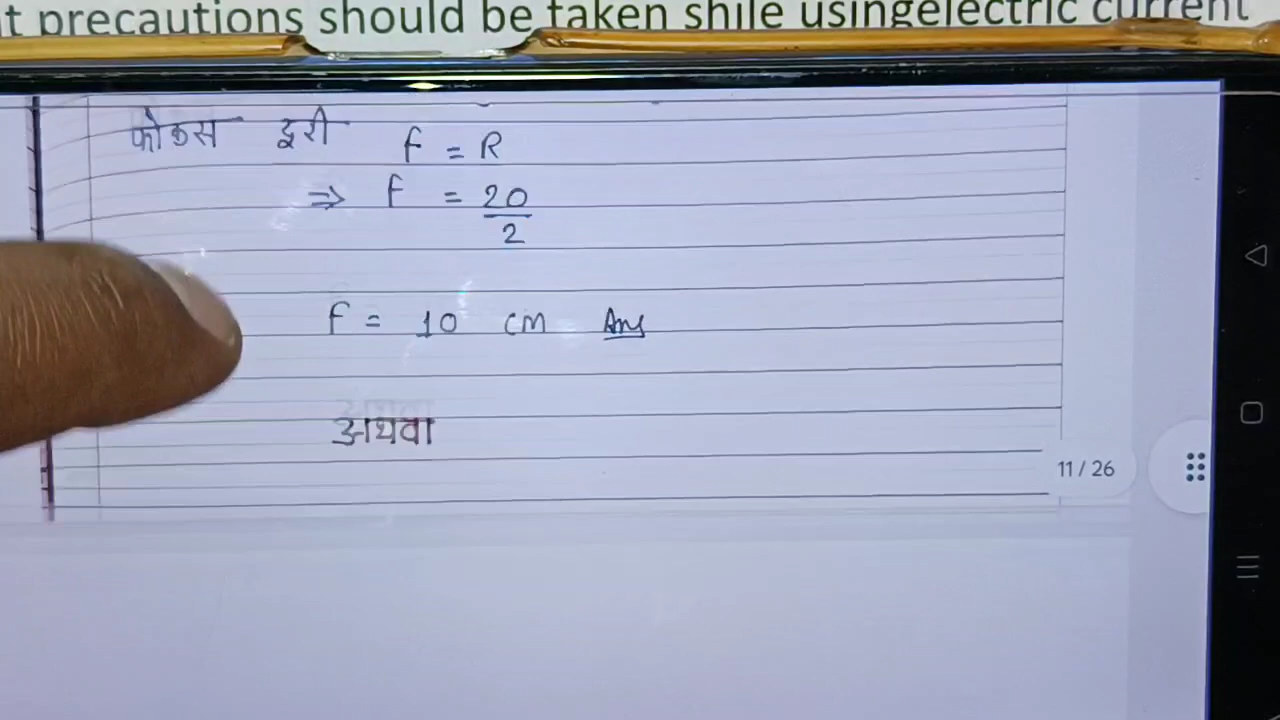 t precautions should be taken shile usingelectric current
फोकस दूरी f = R
⇒ f = 20/2
f = 10 cm Ans
अथवा
11 / 26